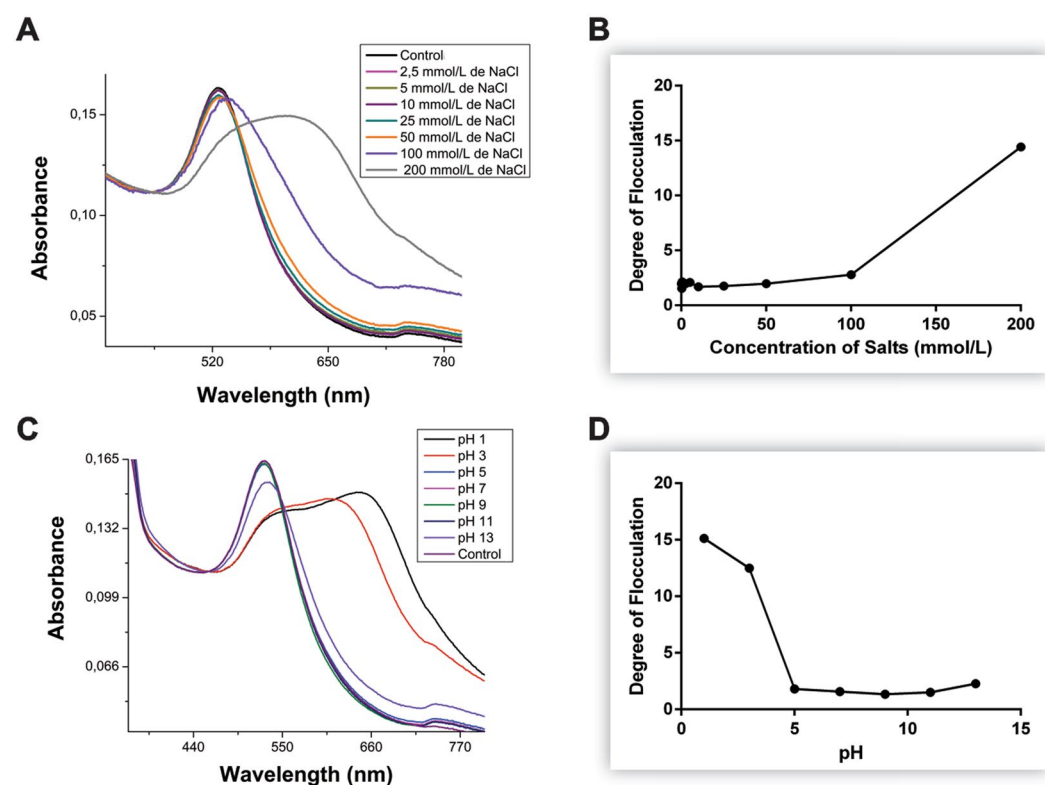 A
Control
2,5 mmol/L de NaCl
5 mmol/L de NaCl
10 mmol/L de NaCl
25 mmol/L de NaCl
50 mmol/L de NaCl
100 mmol/L de NaCl
200 mmol/L de NaCl
0,15
0,10
0,05
Absorbance
520
650
780
Wavelength (nm)
B
20
15
10
5
0
Degree of Flocculation
0
50
100
150
200
Concentration of Salts (mmol/L)
C
pH 1
pH 3
pH 5
pH 7
pH 9
pH 11
pH 13
Control
0,165
0,132
0,099
0,066
Absorbance
440
550
660
770
Wavelength (nm)
D
20
15
10
5
0
Degree of Flocculation
0
5
10
15
pH